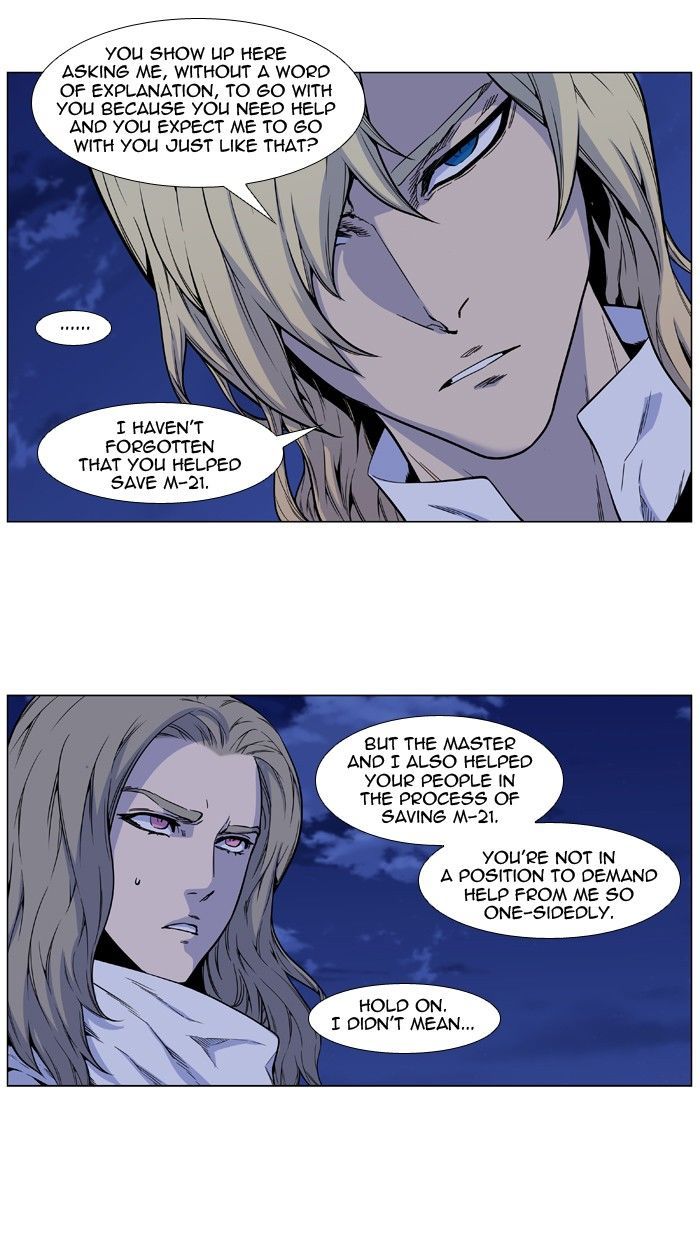 YOU SHOW UP HERE
ASKING ME, WITHOUT A WORD
OF EXPLANATION, TO GO WITH
YOU BECAUSE YOU NEED HELP
AND YOU EXPECT ME TO GO
WITH YOU JUST LIKE THAT?
......
I HAVEN'T
FORGOTTEN
THAT YOU HELPED
SAVE M-21.
BUT THE MASTER
AND I ALSO HELPED
YOUR PEOPLE IN
THE PROCESS OF
SAVING M-21.
YOU'RE NOT IN
A POSITION TO DEMAND
HELP FROM ME SO
ONE-SIDEDLY.
HOLD ON.
I DIDN'T MEAN...